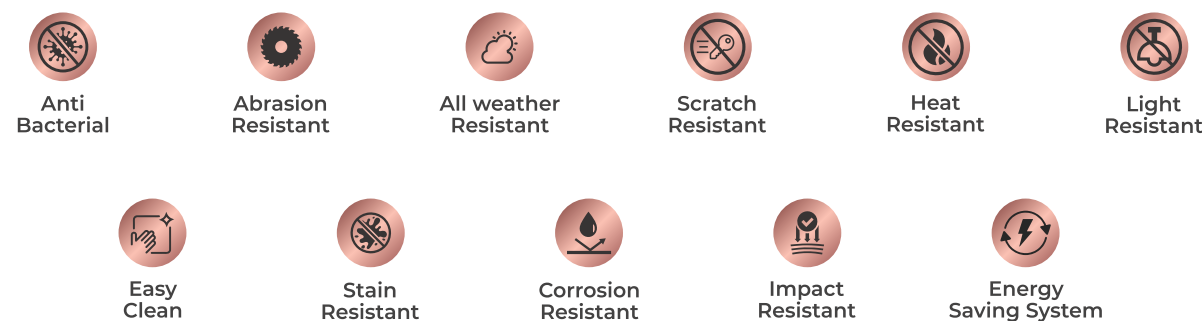 Anti
Bacterial
Abrasion
Resistant
All weather
Resistant
Scratch
Resistant
Heat
Resistant
Light
Resistant
Easy
Clean
Stain
Resistant
Corrosion
Resistant
Impact
Resistant
Energy
Saving System